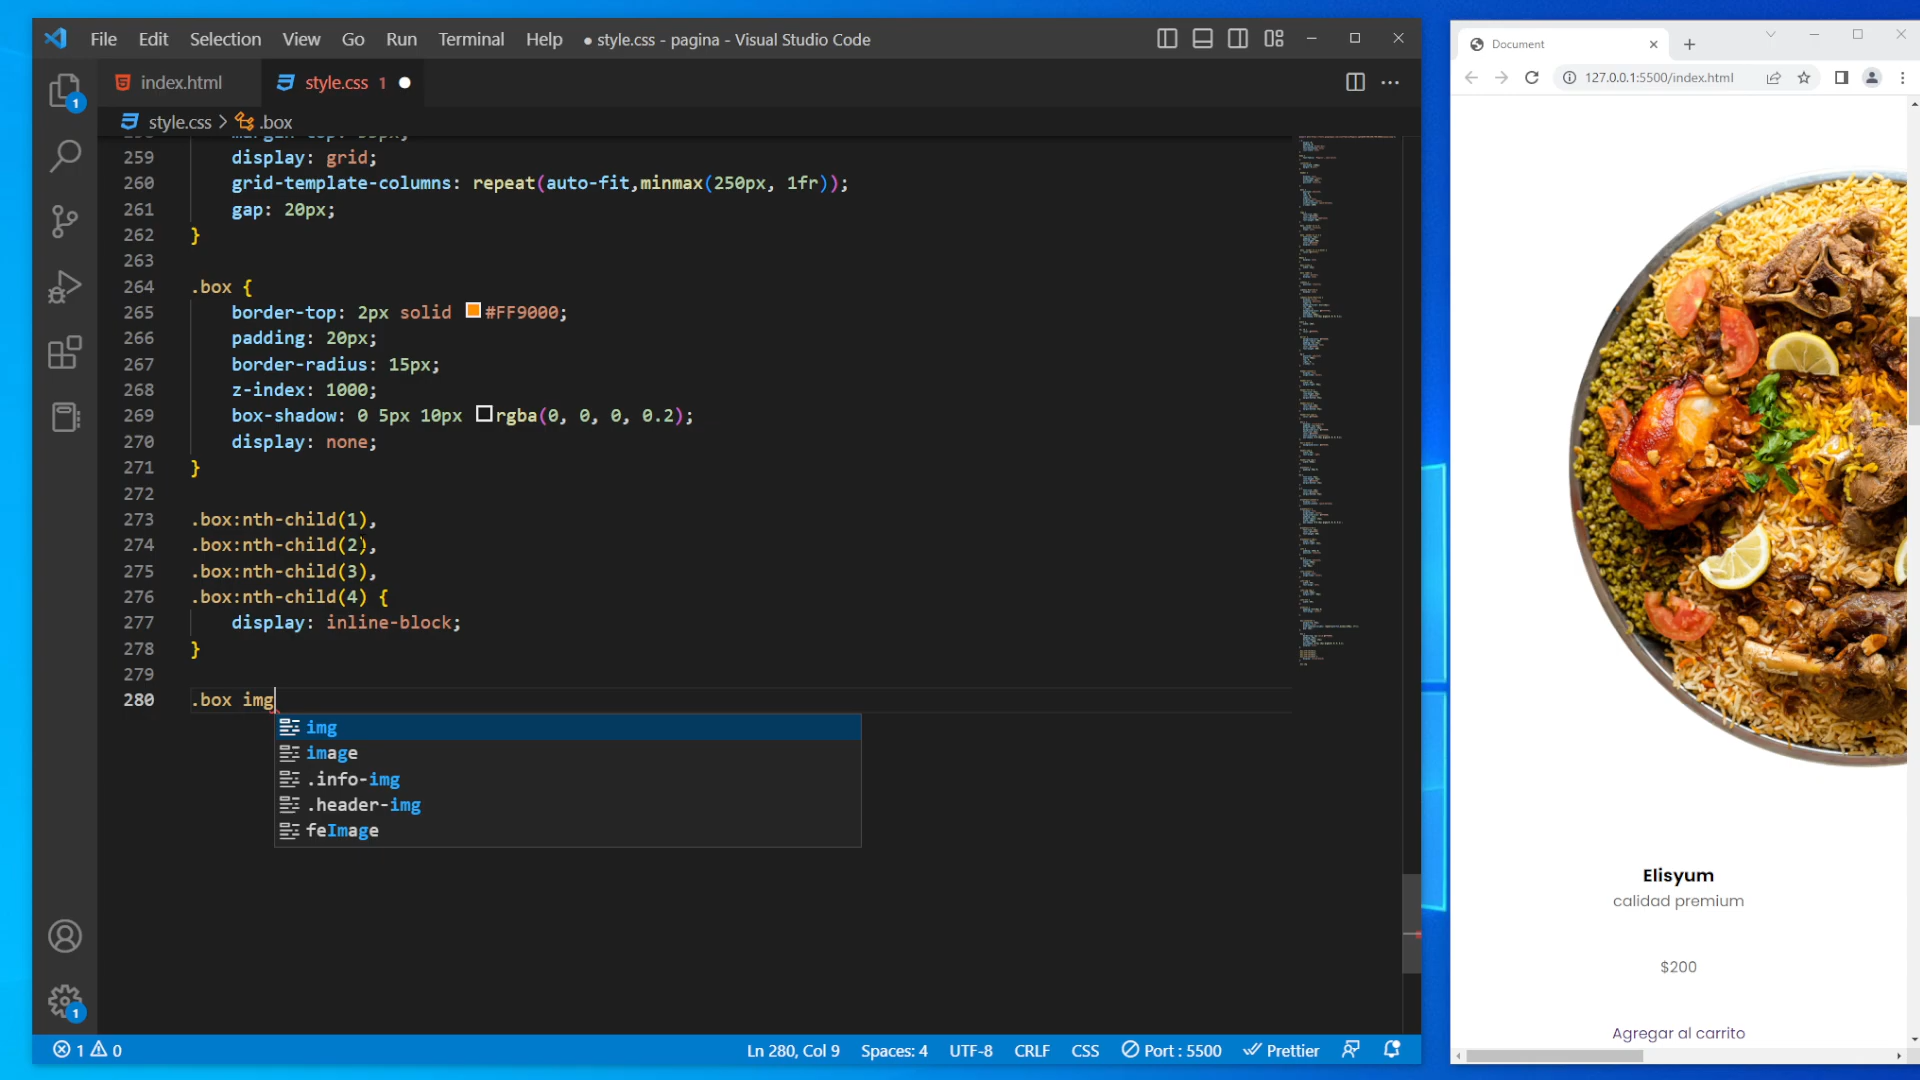 File Edit Selection View Go Run Terminal Help ● style.css - pagina - Visual Studio Code
index.html style.css 1
style.css > .box
259 display: grid;
260 grid-template-columns: repeat(auto-fit,minmax(250px, 1fr));
261 gap: 20px;
262 }
263
264 .box {
265 border-top: 2px solid #FF9000;
266 padding: 20px;
267 border-radius: 15px;
268 z-index: 1000;
269 box-shadow: 0 5px 10px rgba(0, 0, 0, 0.2);
270 display: none;
271 }
272
273 .box:nth-child(1),
274 .box:nth-child(2),
275 .box:nth-child(3),
276 .box:nth-child(4) {
277 display: inline-block;
278 }
279
280 .box img
img
image
.info-img
.header-img
feImage
1
1
1 0 Ln 280, Col 9 Spaces: 4 UTF-8 CRLF CSS Port : 5500 Prettier
Document
127.0.0.1:5500/index.html
Elisyum
calidad premium
$200
Agregar al carrito